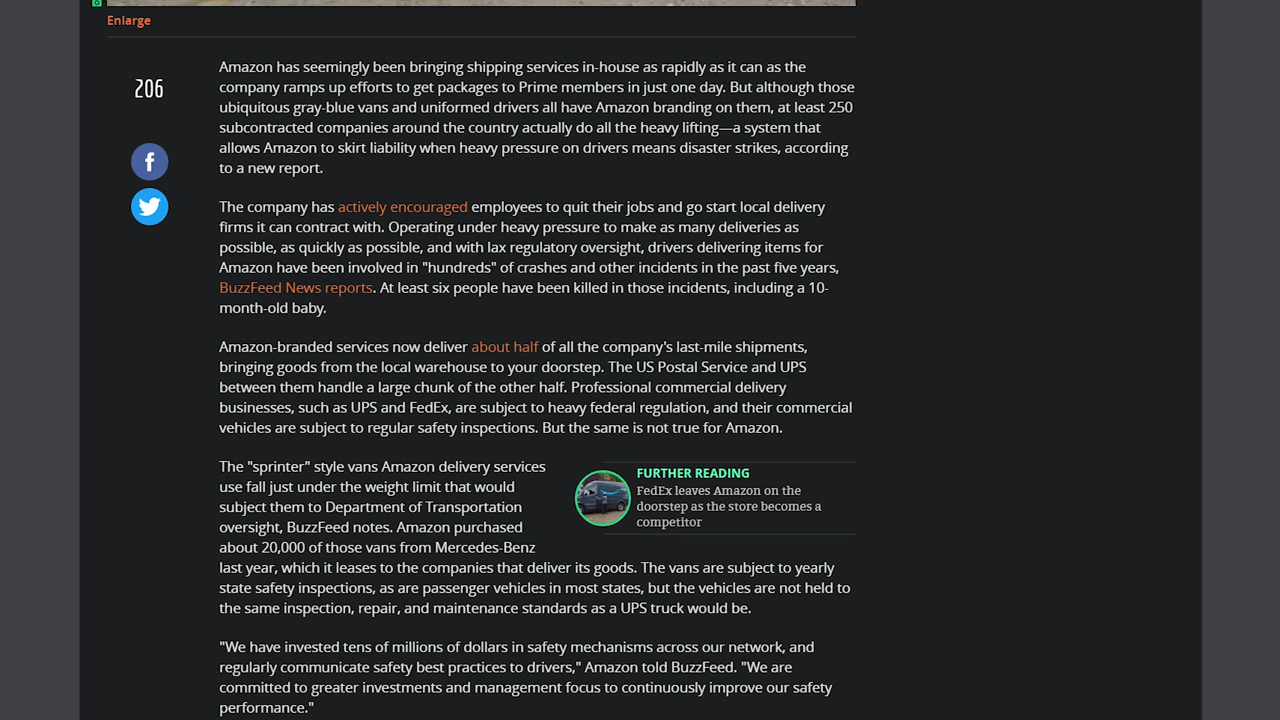 Enlarge
206
Amazon has seemingly been bringing shipping services in-house as rapidly as it can as the
company ramps up efforts to get packages to Prime members in just one day. But although those
ubiquitous gray-blue vans and uniformed drivers all have Amazon branding on them, at least 250
subcontracted companies around the country actually do all the heavy lifting—a system that
allows Amazon to skirt liability when heavy pressure on drivers means disaster strikes, according
to a new report.
The company has actively encouraged employees to quit their jobs and go start local delivery
firms it can contract with. Operating under heavy pressure to make as many deliveries as
possible, as quickly as possible, and with lax regulatory oversight, drivers delivering items for
Amazon have been involved in "hundreds" of crashes and other incidents in the past five years,
BuzzFeed News reports. At least six people have been killed in those incidents, including a 10-
month-old baby.
Amazon-branded services now deliver about half of all the company's last-mile shipments,
bringing goods from the local warehouse to your doorstep. The US Postal Service and UPS
between them handle a large chunk of the other half. Professional commercial delivery
businesses, such as UPS and FedEx, are subject to heavy federal regulation, and their commercial
vehicles are subject to regular safety inspections. But the same is not true for Amazon.
The "sprinter" style vans Amazon delivery services
use fall just under the weight limit that would
subject them to Department of Transportation
oversight, BuzzFeed notes. Amazon purchased
about 20,000 of those vans from Mercedes-Benz
last year, which it leases to the companies that deliver its goods. The vans are subject to yearly
state safety inspections, as are passenger vehicles in most states, but the vehicles are not held to
the same inspection, repair, and maintenance standards as a UPS truck would be.
FURTHER READING
FedEx leaves Amazon on the
doorstep as the store becomes a
competitor
"We have invested tens of millions of dollars in safety mechanisms across our network, and
regularly communicate safety best practices to drivers," Amazon told BuzzFeed. "We are
committed to greater investments and management focus to continuously improve our safety
performance."